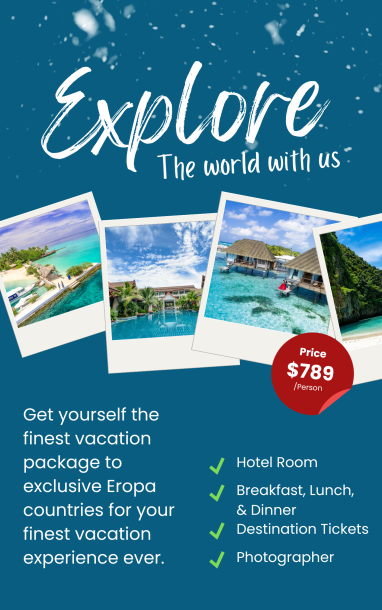 Explore
The world with us
Price
$789
/Person
Get yourself the
finest vacation
package to
exclusive Eropa
countries for your
finest vacation
experience ever.
Hotel Room
Breakfast, Lunch,
& Dinner
Destination Tickets
Photographer